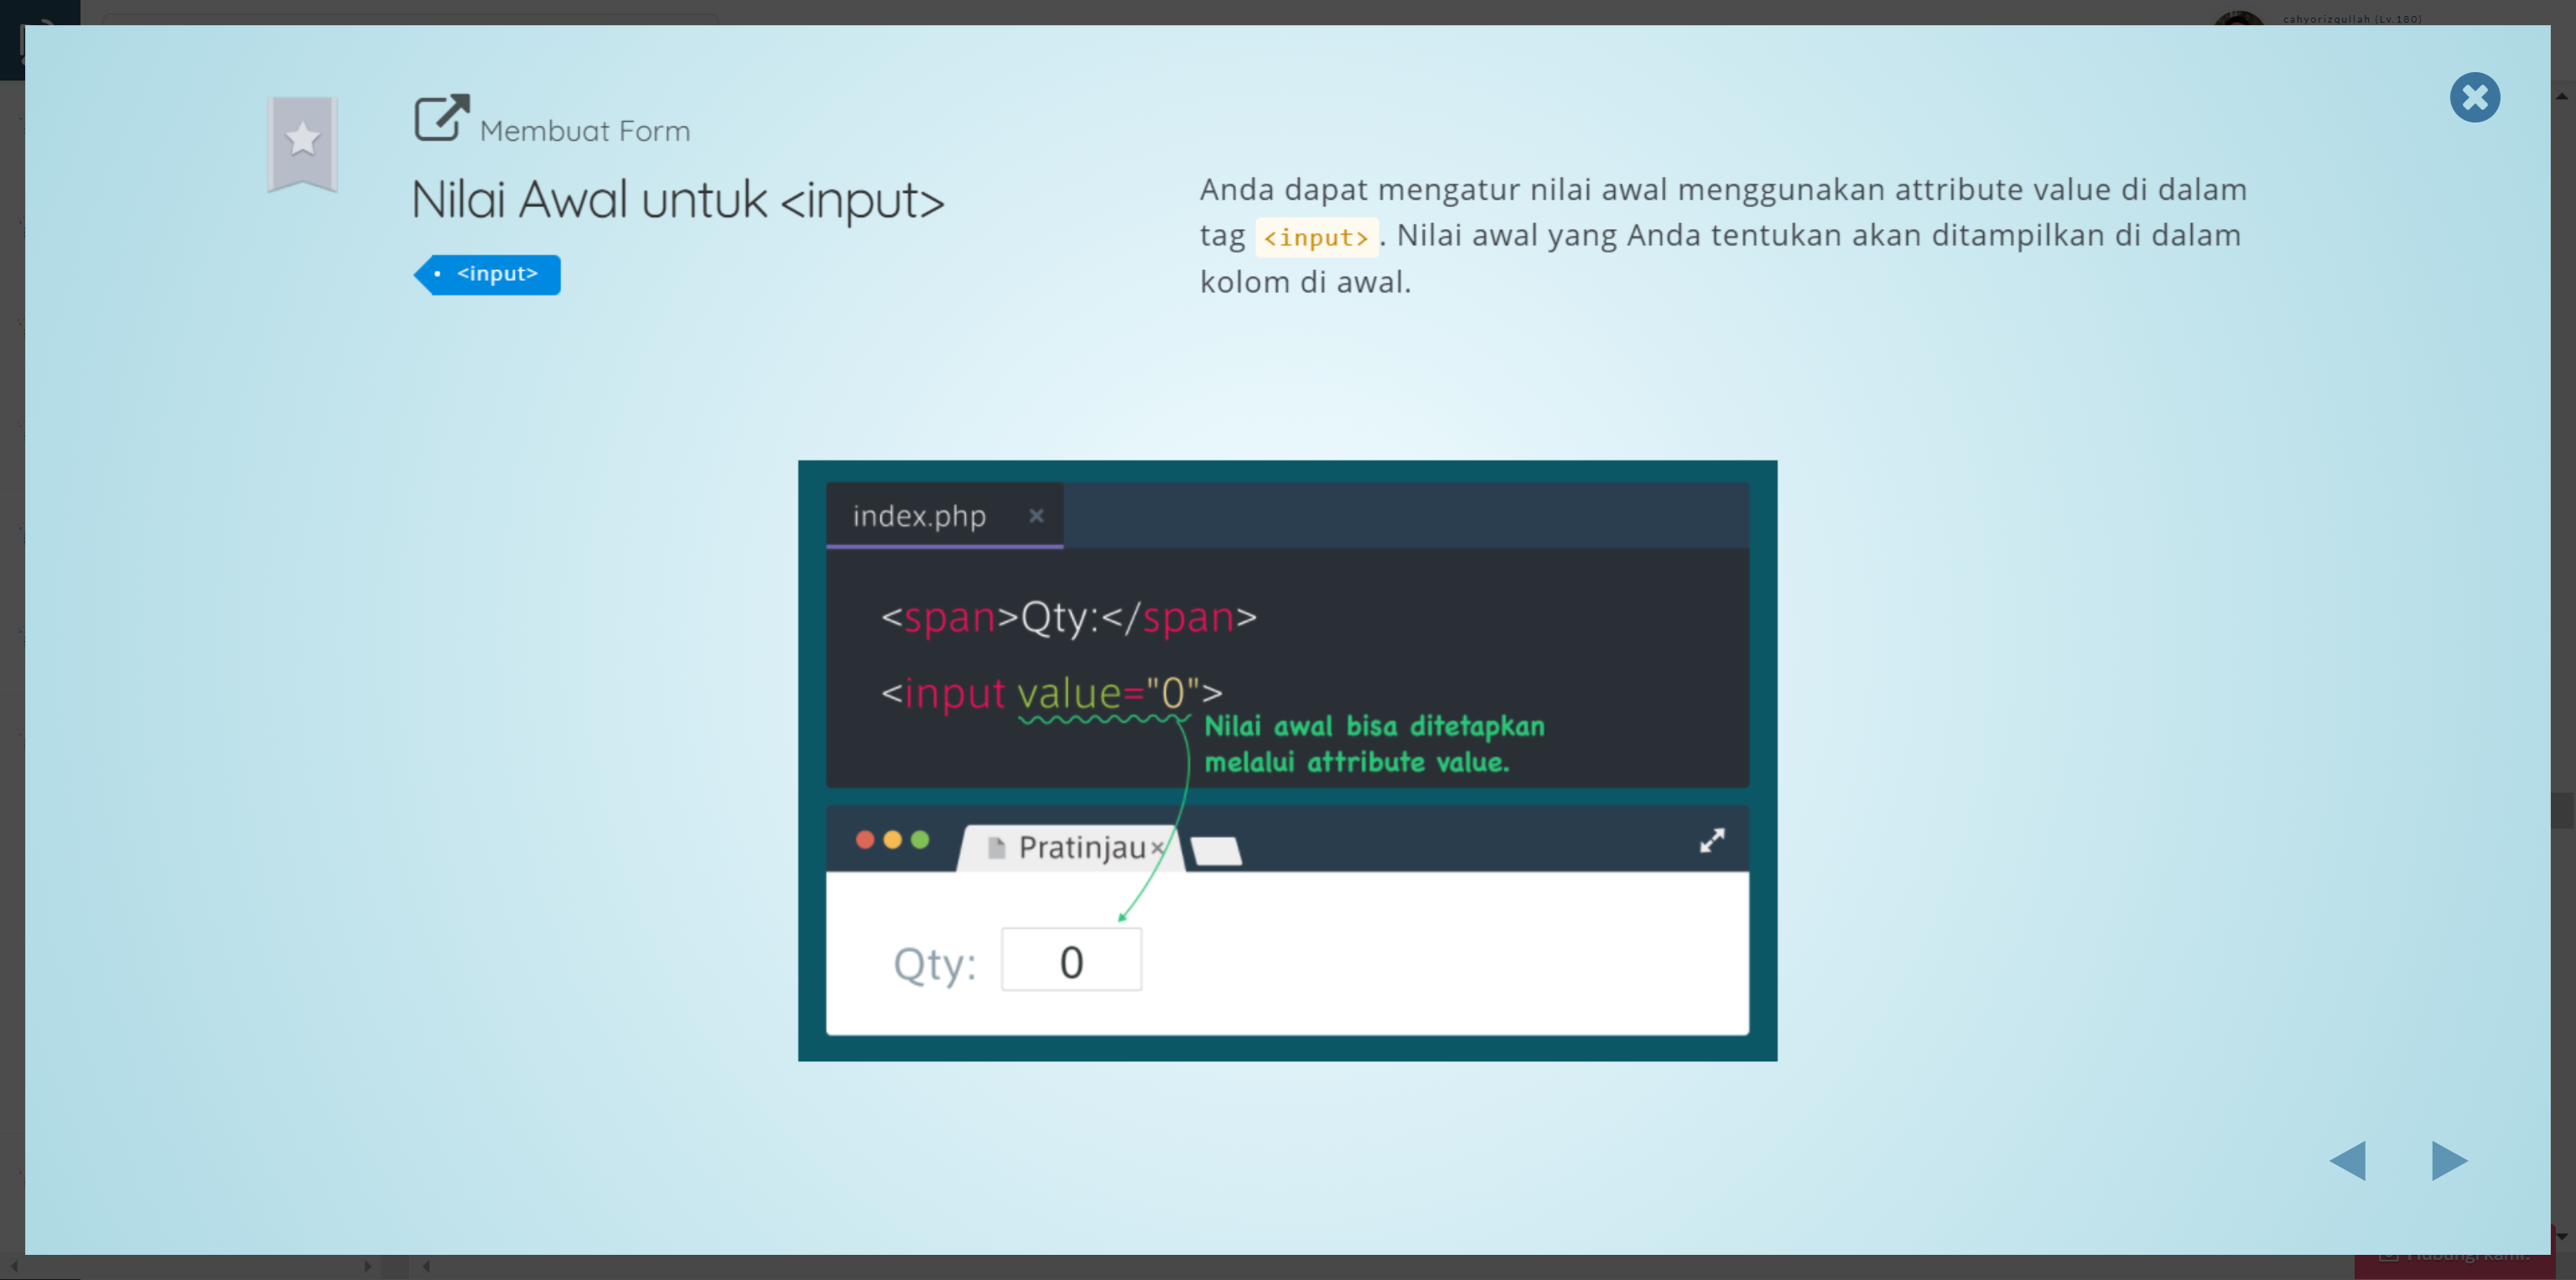 cahyorizqullah (Lv.180)
Membuat Form
Nilai Awal untuk <input>
<input>
Anda dapat mengatur nilai awal menggunakan attribute value di dalam
tag <input>. Nilai awal yang Anda tentukan akan ditampilkan di dalam
kolom di awal.
index.php
<span>Qty:</span>
<input value="0">
Nilai awal bisa ditetapkan
melalui attribute value.
Pratinjau
Qty: 0
Hubungi kami!